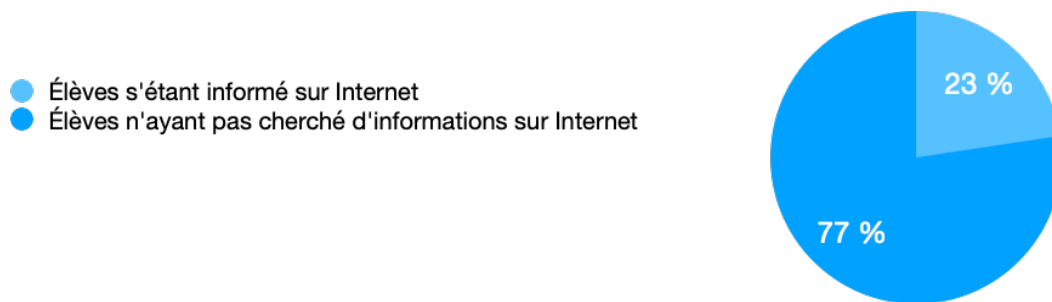 Élèves s'étant informé sur Internet
Élèves n'ayant pas cherché d'informations sur Internet
23 %
77 %